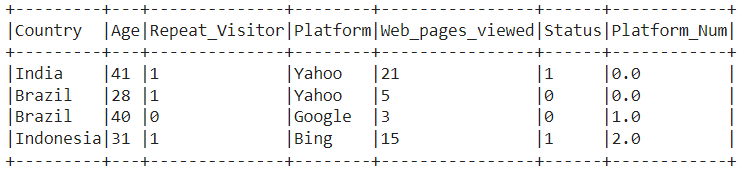 +---------+---+--------------+--------+----------------+------+------------+
|Country  |Age|Repeat_Visitor|Platform|Web_pages_viewed|Status|Platform_Num|
+---------+---+--------------+--------+----------------+------+------------+
|India    |41 |1             |Yahoo   |21              |1     |0.0         |
|Brazil   |28 |1             |Yahoo   |5               |0     |0.0         |
|Brazil   |40 |0             |Google  |3               |0     |1.0         |
|Indonesia|31 |1             |Bing    |15              |1     |2.0         |
+---------+---+--------------+--------+----------------+------+------------+